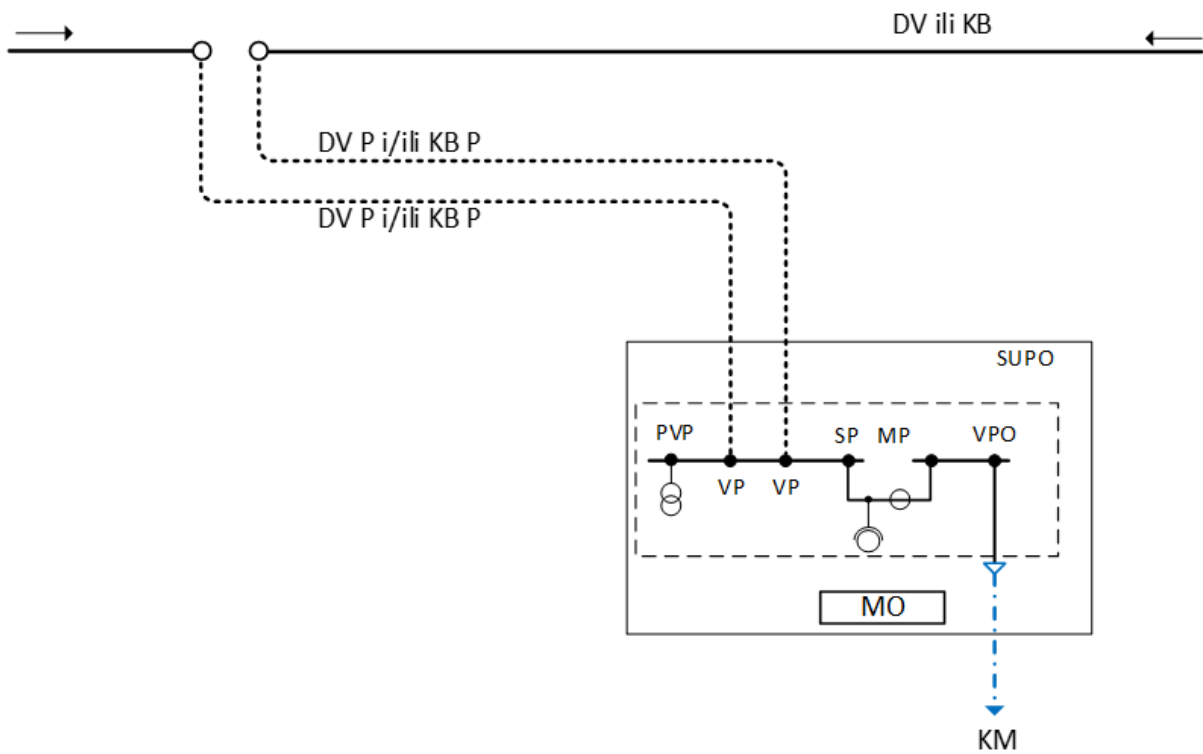 DV ili KB
DV P i/ili KB P
DV P i/ili KB P
SUPO
PVP
SP
MP
VPO
VP
VP
MO
KM